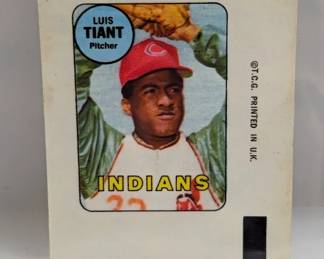 LUIS
TIANT
Pitcher
INDIANS
©T.C.G. PRINTED IN U.K.